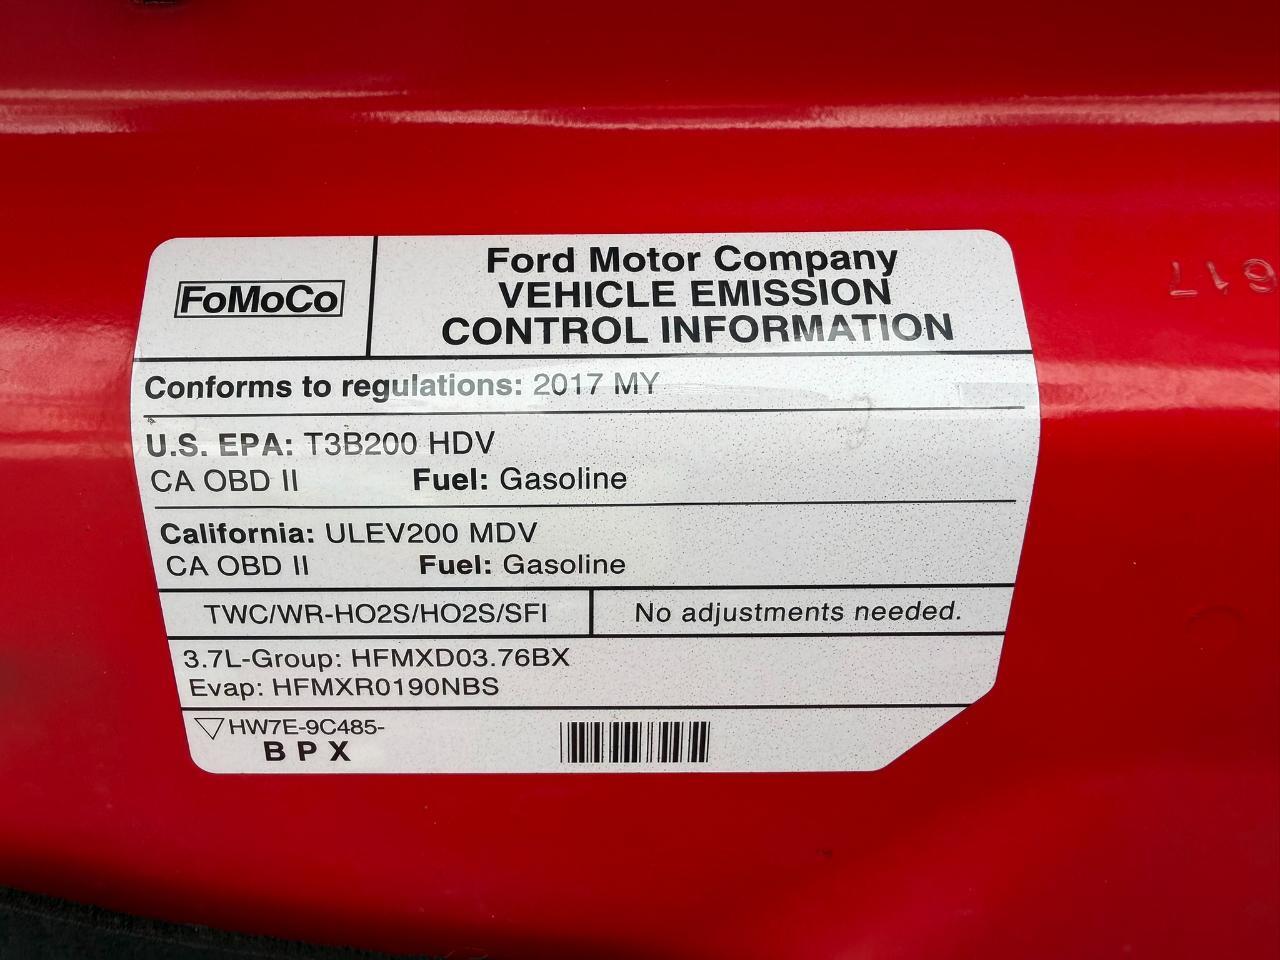 FoMoCo
Ford Motor Company
VEHICLE EMISSION
CONTROL INFORMATION
Conforms to regulations: 2017 MY
U.S. EPA: T3B200 HDV
CA OBD II Fuel: Gasoline
California: ULEV200 MDV
CA OBD II Fuel: Gasoline
TWC/WR-HO2S/HO2S/SFI No adjustments needed.
3.7L-Group: HFMXD03.76BX
Evap: HFMXR0190NBS
HW7E-9C485-
B P X